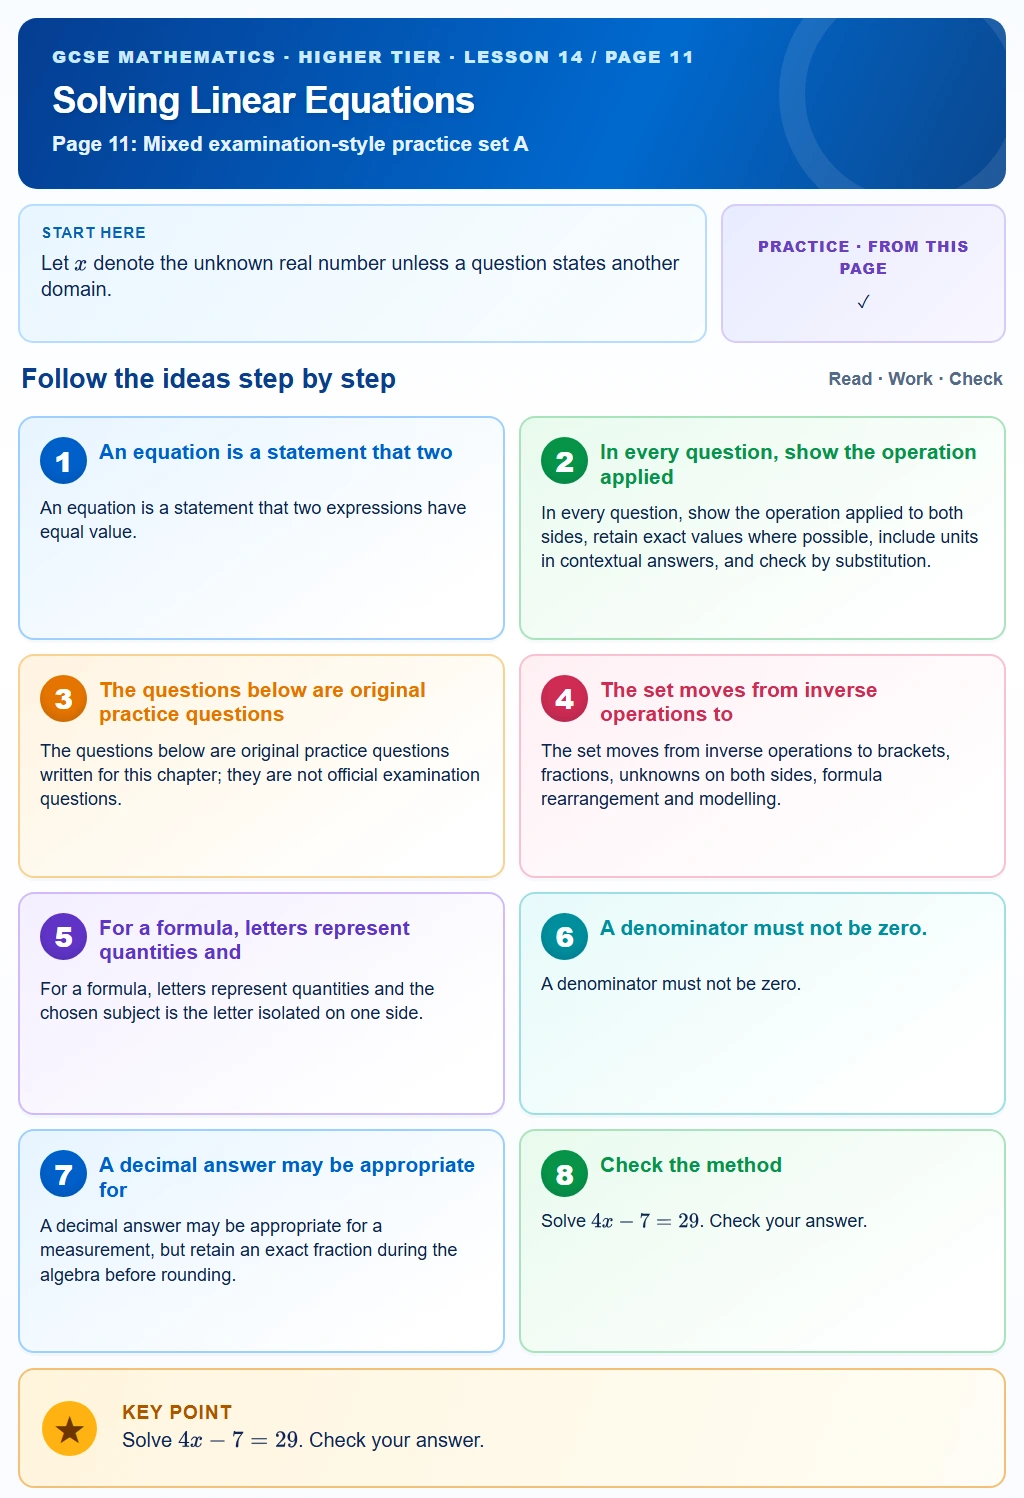 GCSE MATHEMATICS · HIGHER TIER · LESSON 14 / PAGE 11
Solving Linear Equations
Page 11: Mixed examination-style practice set A
START HERE
Let x denote the unknown real number unless a question states another
domain.
PRACTICE · FROM THIS
PAGE
✓
Follow the ideas step by step
Read · Work · Check
1
An equation is a statement that two
An equation is a statement that two expressions have
equal value.
2
In every question, show the operation
applied
In every question, show the operation applied to both
sides, retain exact values where possible, include units
in contextual answers, and check by substitution.
3
The questions below are original
practice questions
The questions below are original practice questions
written for this chapter; they are not official examination
questions.
4
The set moves from inverse
operations to
The set moves from inverse operations to brackets,
fractions, unknowns on both sides, formula
rearrangement and modelling.
5
For a formula, letters represent
quantities and
For a formula, letters represent quantities and the
chosen subject is the letter isolated on one side.
6
A denominator must not be zero.
A denominator must not be zero.
7
A decimal answer may be appropriate
for
A decimal answer may be appropriate for a
measurement, but retain an exact fraction during the
algebra before rounding.
8
Check the method
Solve 4x − 7 = 29. Check your answer.
KEY POINT
Solve 4x − 7 = 29. Check your answer.